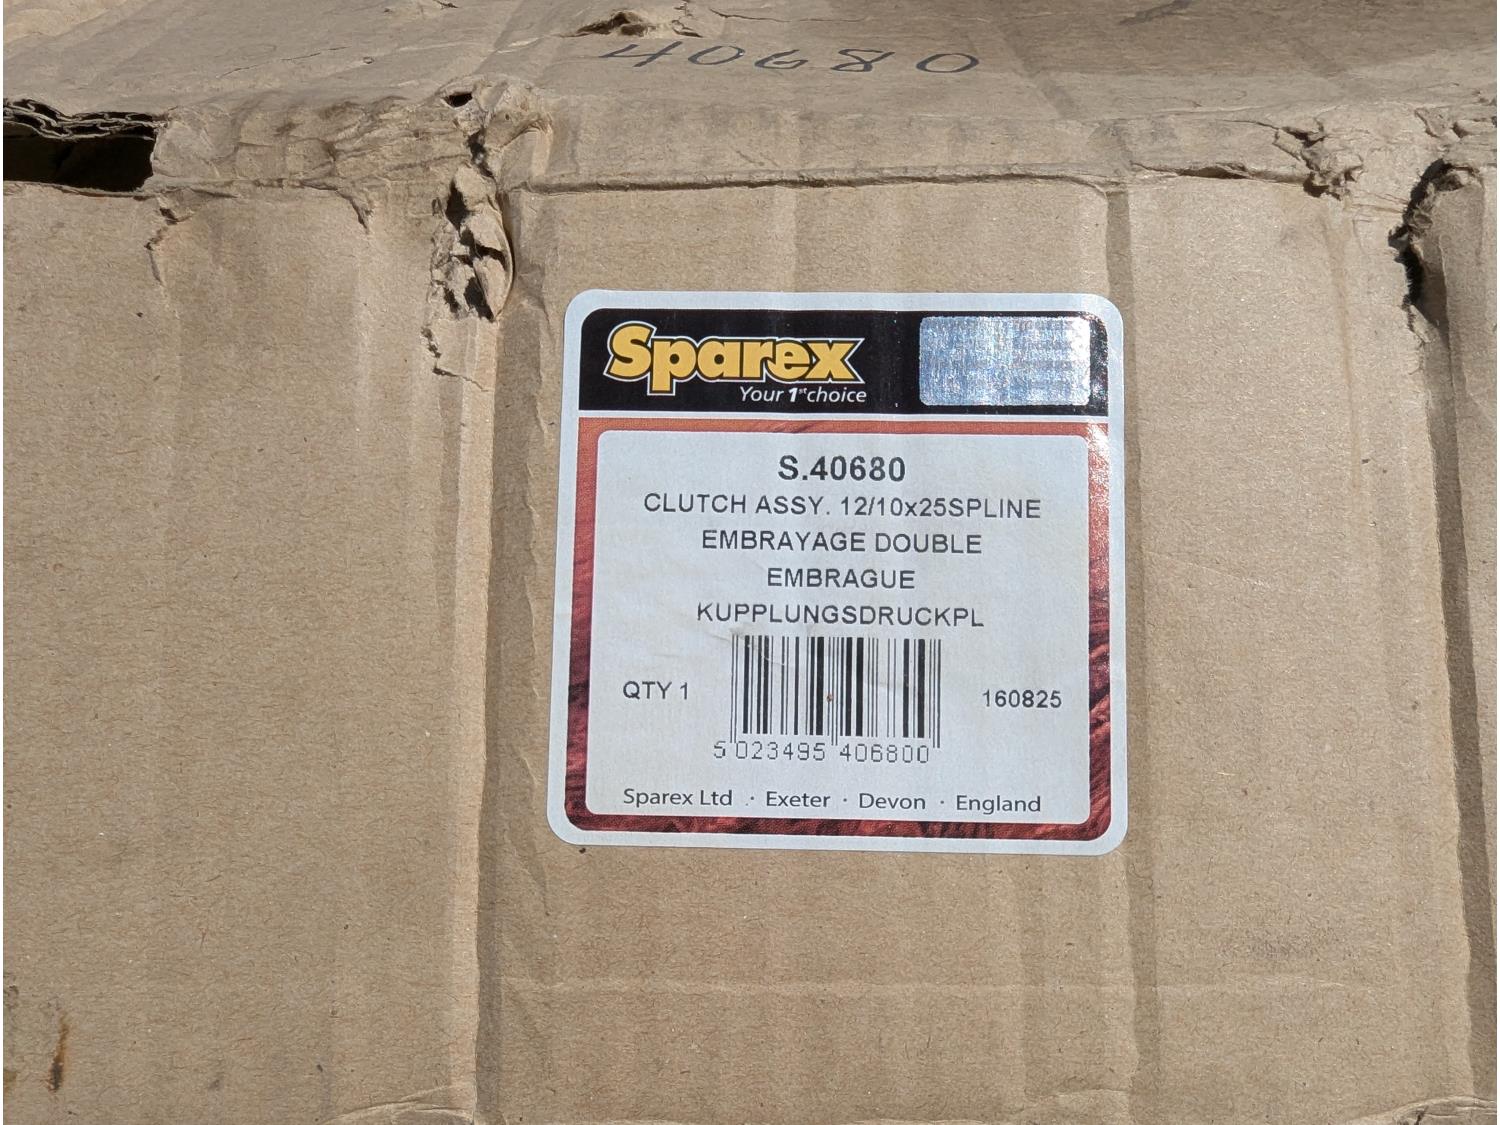 40680
Sparex
Your 1st choice
S.40680
CLUTCH ASSY. 12/10x25SPLINE
EMBRAYAGE DOUBLE
EMBRAGUE
KUPPLUNGSDRUCKPL
QTY 1
160825
5 023495 406800
Sparex Ltd · Exeter · Devon · England